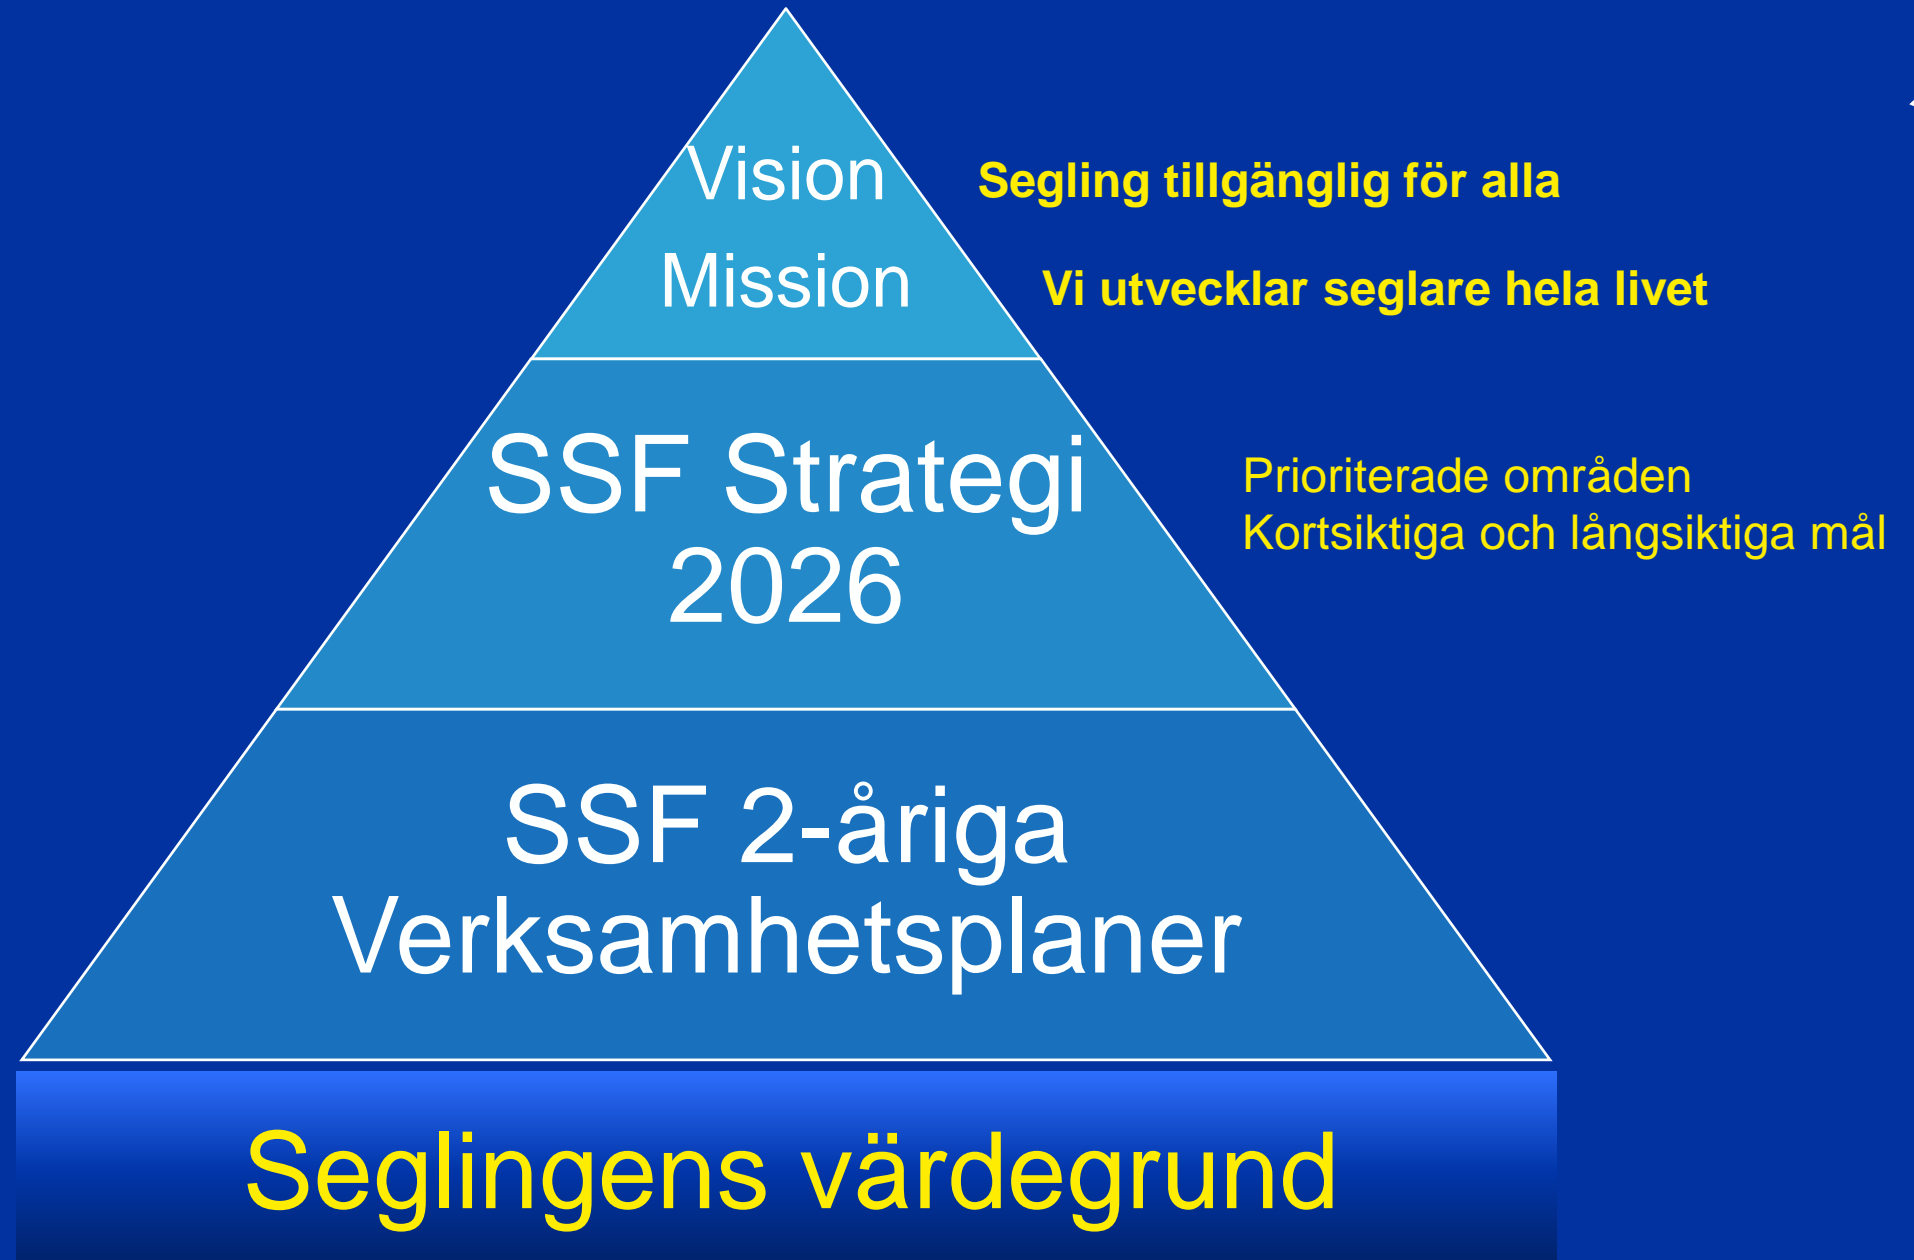 Vision
Segling tillgänglig för alla
Mission
Vi utvecklar seglare hela livet
SSF Strategi
2026
Prioriterade områden
Kortsiktiga och långsiktiga mål
SSF 2-åriga
Verksamhetsplaner
Seglingens värdegrund